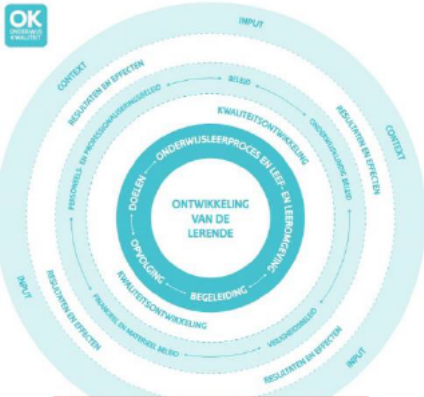 OK
ONDERWIJS
KWALITEIT
INPUT
CONTEXT
RESULTATEN EN EFFECTEN
BELEID
PERSONEELS- EN PROFESSIONALISERINGSBELEID
ONDERWIJSKUNDIG BELEID
RESULTATEN EN EFFECTEN
CONTEXT
KWALITEITSONTWIKKELING
DOELEN
ONDERWIJSLEERPROCES EN LEEF- EN LEEROMGEVING
ONTWIKKELING
VAN DE
LERENDE
OPVOLGING
BEGELEIDING
KWALITEITSONTWIKKELING
FINANCIEEL EN MATERIEEL BELEID
VEILIGHEIDSBELEID
RESULTATEN EN EFFECTEN
RESULTATEN EN EFFECTEN
INPUT
INPUT